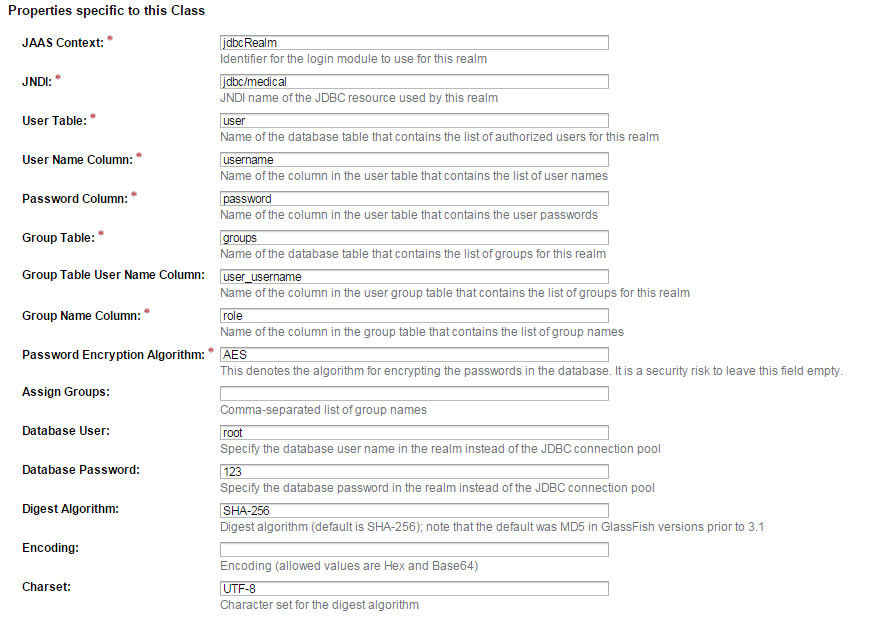 Properties specific to this Class
JAAS Context: * jdbcRealm
Identifier for the login module to use for this realm
JNDI: * jdbc/medical
JNDI name of the JDBC resource used by this realm
User Table: * user
Name of the database table that contains the list of authorized users for this realm
User Name Column: * username
Name of the column in the user table that contains the list of user names
Password Column: * password
Name of the column in the user table that contains the user passwords
Group Table: * groups
Name of the database table that contains the list of groups for this realm
Group Table User Name Column: user_username
Name of the column in the user group table that contains the list of groups for this realm
Group Name Column: * role
Name of the column in the group table that contains the list of group names
Password Encryption Algorithm: * AES
This denotes the algorithm for encrypting the passwords in the database. It is a security risk to leave this field empty.
Assign Groups:
Comma-separated list of group names
Database User: root
Specify the database user name in the realm instead of the JDBC connection pool
Database Password: 123
Specify the database password in the realm instead of the JDBC connection pool
Digest Algorithm: SHA-256
Digest algorithm (default is SHA-256); note that the default was MD5 in GlassFish versions prior to 3.1
Encoding:
Encoding (allowed values are Hex and Base64)
Charset: UTF-8
Character set for the digest algorithm